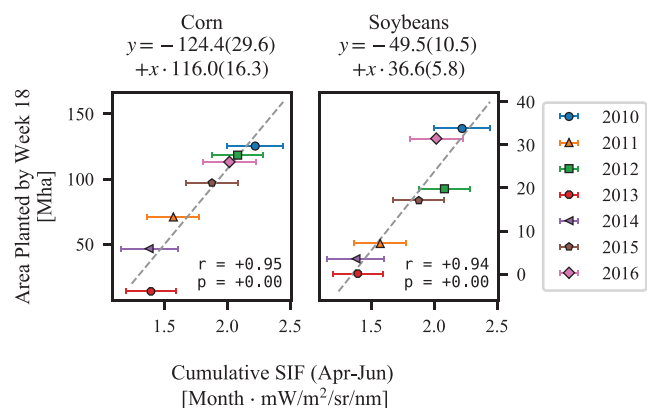 Corn
y = −124.4(29.6)
+x · 116.0(16.3)
Soybeans
y = −49.5(10.5)
+x · 36.6(5.8)
Area Planted by Week 18
[Mha]
150
100
50
r = +0.95
p = +0.00
1.5 2.0 2.5
r = +0.94
p = +0.00
1.5 2.0 2.5
40
30
20
10
0
2010
2011
2012
2013
2014
2015
2016
Cumulative SIF (Apr-Jun)
[Month · mW/m²/sr/nm]